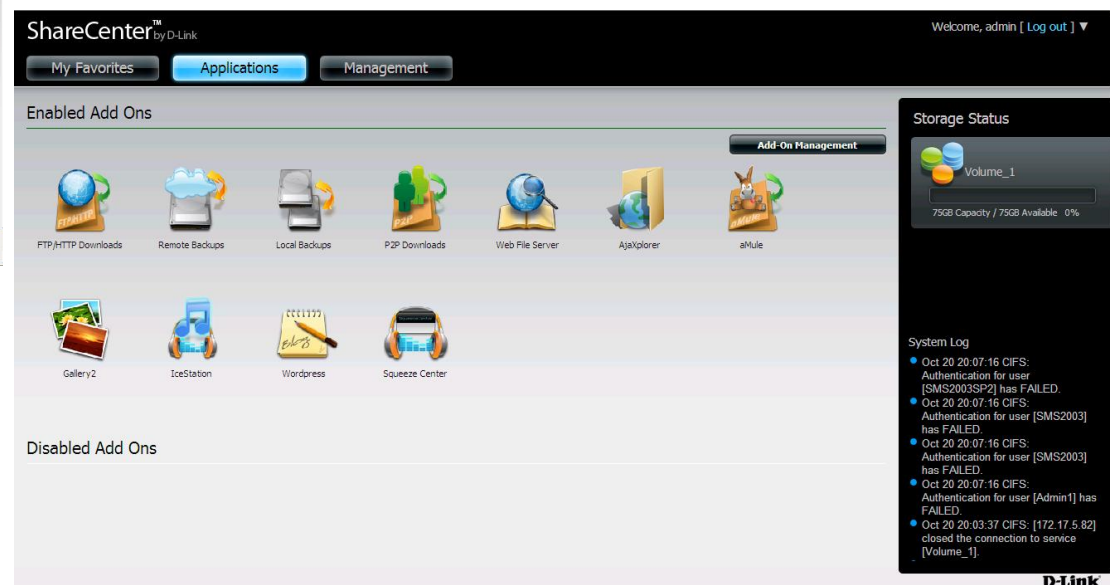 ShareCenter™ by D-Link
Welcome, admin [ Log out ] ▼
My Favorites Applications Management
Enabled Add Ons
Add-On Management
FTP/HTTP
P2P
aMule
FTP/HTTP Downloads Remote Backups Local Backups P2P Downloads Web File Server AjaXplorer aMule
Blogs
Gallery2 IceStation Wordpress Squeeze Center
Disabled Add Ons
Storage Status
Volume_1
75GB Capacity / 75GB Available 0%
System Log
Oct 20 20:07:16 CIFS:
Authentication for user
[SMS2003SP2] has FAILED.
Oct 20 20:07:16 CIFS:
Authentication for user [SMS2003]
has FAILED.
Oct 20 20:07:16 CIFS:
Authentication for user [SMS2003]
has FAILED.
Oct 20 20:07:16 CIFS:
Authentication for user [Admin1] has
FAILED.
Oct 20 20:03:37 CIFS: [172.17.5.82]
closed the connection to service
[Volume_1].
D-Link